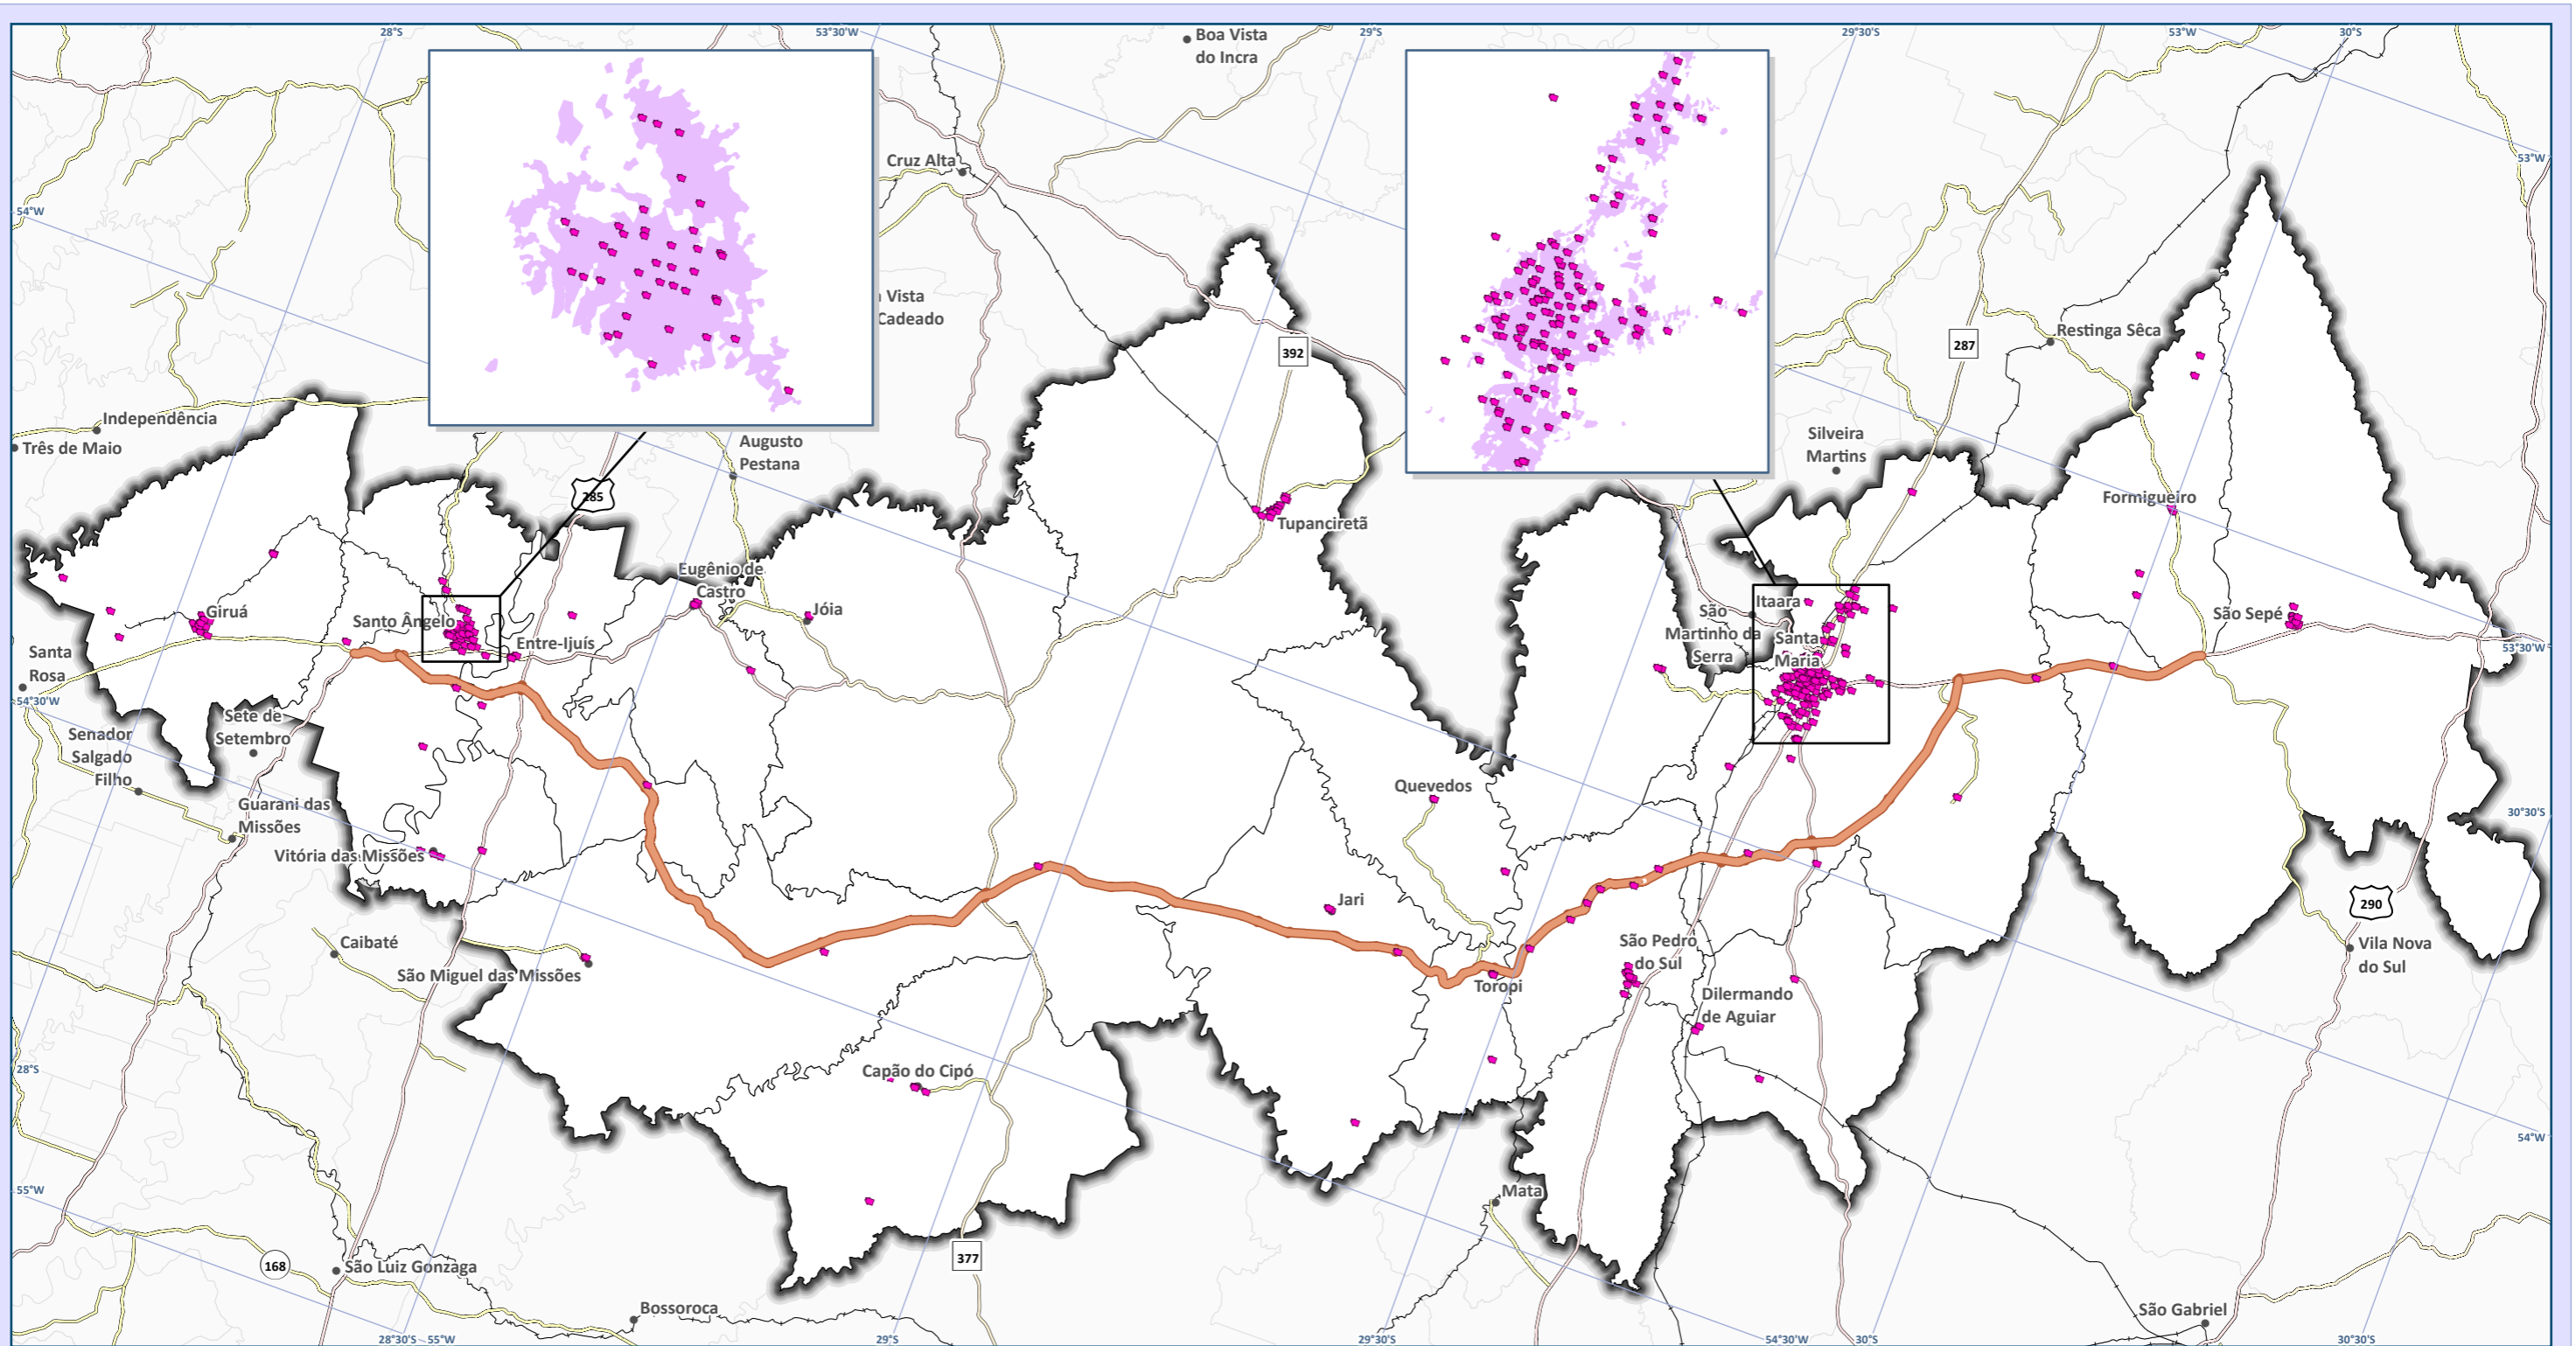 28°S
53°30'W
29°S
29°30'S
53°W
30°S
Boa Vista
do Incra
Cruz Alta
53°W
54°W
Vista
Cadeado
392
287
Restinga Sêca
Independência
Três de Maio
Augusto
Pestana
Silveira
Martins
285
Formigueiro
Tupanciretã
Eugênio de
Castro
Jóia
Giruá
Santo Ângelo
Entre-Ijuís
Itaara
São
Martinho da
Serra
Santa
Maria
São Sepé
53°30'W
Santa
Rosa
54°30'W
Sete de
Setembro
Senador
Salgado
Filho
Guarani das
Missões
Vitória das Missões
Quevedos
30°30'S
Jari
290
Caibaté
São Miguel das Missões
São Pedro
do Sul
Toropi
Vila Nova
do Sul
Dilermando
de Aguiar
28°S
Capão do Cipó
54°W
55°W
Mata
168
São Luiz Gonzaga
377
Bossoroca
São Gabriel
28°30'S
55°W
29°S
29°30'S
54°30'W
30°S
30°30'S